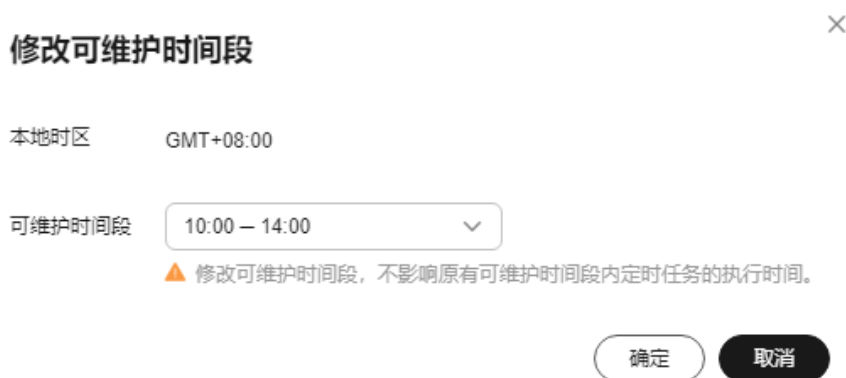 修改可维护时间段
本地时区 GMT+08:00
可维护时间段 10:00 — 14:00
修改可维护时间段，不影响原有可维护时间段内定时任务的执行时间。
确定 取消